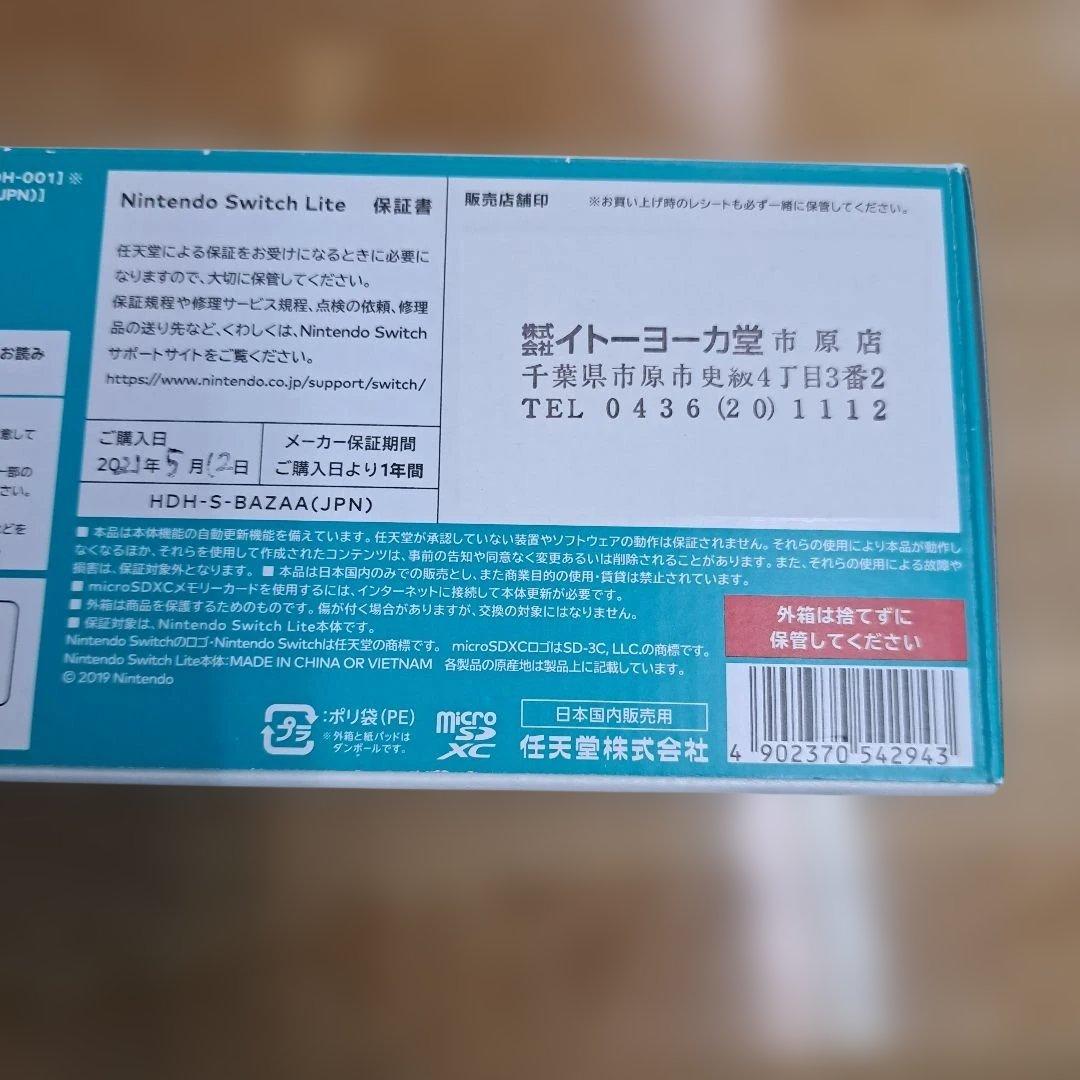 DH-001]※
JPN)]
お読み
意して
一部の
さい。
などを
Nintendo Switch Lite 保証書
任天堂による保証をお受けになるときに必要に
なりますので、大切に保管してください。
保証規程や修理サービス規程、点検の依頼、修理
品の送り先など、くわしくは、Nintendo Switch
サポートサイトをご覧ください。
https://www.nintendo.co.jp/support/switch/
ご購入日
2021年5月12日
メーカー保証期間
ご購入日より1年間
HDH-S-BAZAA(JPN)
販売店舗印 ※お買い上げ時のレシートも必ず一緒に保管してください。
株式会社イトーヨーカ堂 市原店
千葉県市原市更級4丁目3番2
TEL 0436(20)1112
■ 本品は本体機能の自動更新機能を備えています。任天堂が承認していない装置やソフトウェアの動作は保証されません。それらの使用により本品が動作し
なくなるほか、それらを使用して作成されたコンテンツは、事前の告知や同意なく変更あるいは削除されることがあります。また、それらの使用による故障や
損害は、保証対象外となります。 ■ 本品は日本国内のみでの販売とし、また商業目的の使用・賃貸は禁止されています。
■ microSDXCメモリーカードを使用するには、インターネットに接続して本体更新が必要です。
■ 外箱は商品を保護するためのものです。傷が付く場合がありますが、交換の対象にはなりません。
■ 保証対象は、Nintendo Switch Lite本体です。
Nintendo Switchのロゴ・Nintendo Switchは任天堂の商標です。 microSDXCロゴはSD-3C, LLC.の商標です。
Nintendo Switch Lite本体:MADE IN CHINA OR VIETNAM 各製品の原産地は製品上に記載しています。
© 2019 Nintendo
外箱は捨てずに
保管してください
プラ
:ポリ袋(PE)
※外箱と紙パッドは
ダンボールです。
micro SD XC
日本国内販売用
任天堂株式会社
4 902370 542943